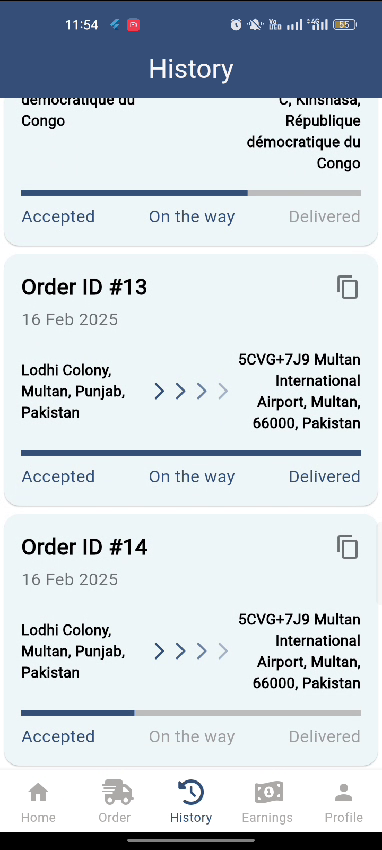 11:54
55
History
démocratique du
Congo
C, Kinshasa,
République
démocratique du
Congo
Accepted On the way Delivered
Order ID #13
16 Feb 2025
Lodhi Colony,
Multan, Punjab,
Pakistan
5CVG+7J9 Multan
International
Airport, Multan,
66000, Pakistan
Accepted On the way Delivered
Order ID #14
16 Feb 2025
Lodhi Colony,
Multan, Punjab,
Pakistan
5CVG+7J9 Multan
International
Airport, Multan,
66000, Pakistan
Accepted On the way Delivered
Home Order History Earnings Profile